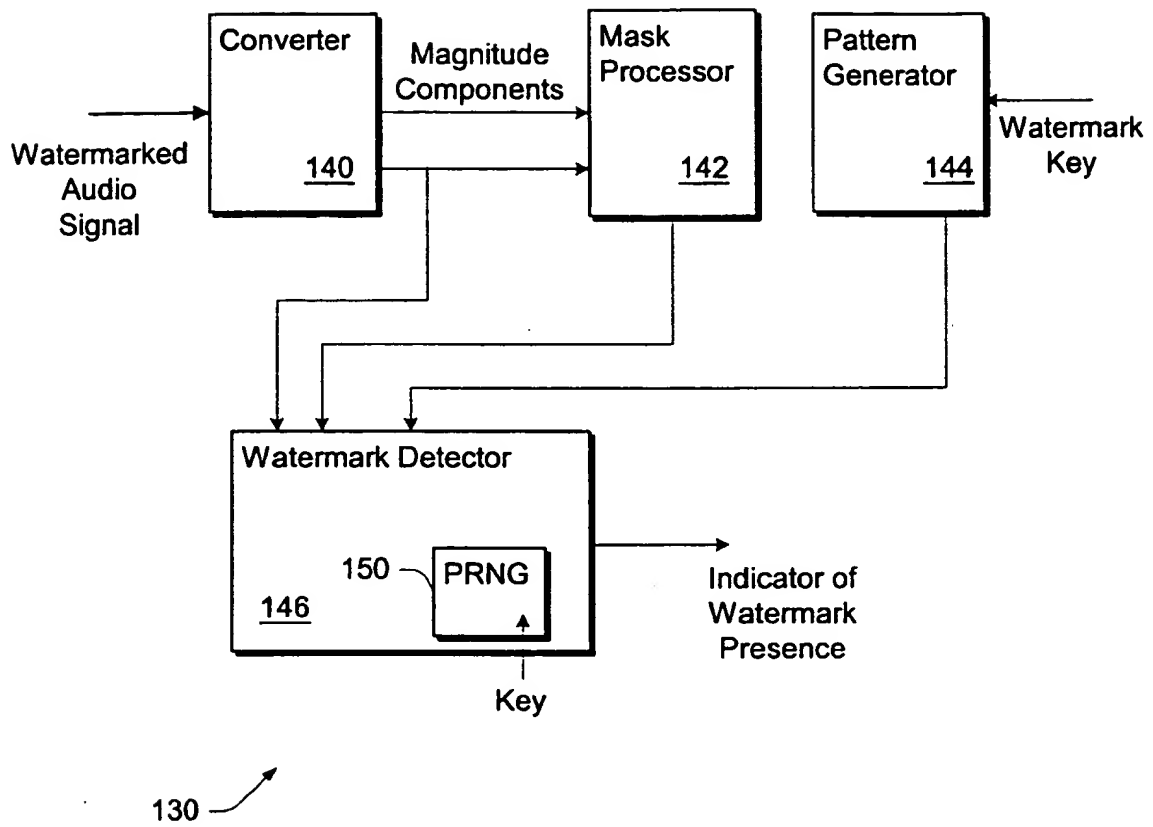 Converter
140
Magnitude
Components
Mask
Processor
142
Pattern
Generator
144
Watermarked
Audio
Signal
Watermark
Key
Watermark Detector
146
150
PRNG
Key
Indicator of
Watermark
Presence
130